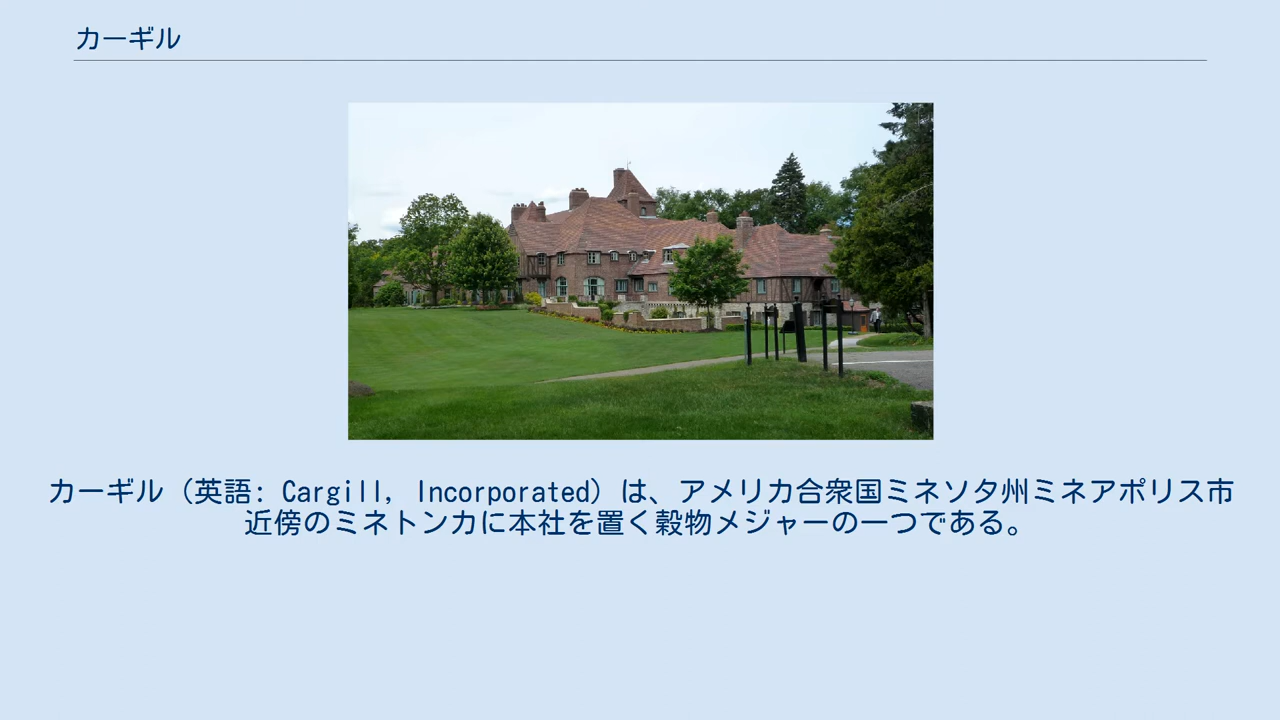 カーギル
カーギル（英語: Cargill, Incorporated）は、アメリカ合衆国ミネソタ州ミネアポリス市
近傍のミネトンカに本社を置く穀物メジャーの一つである。